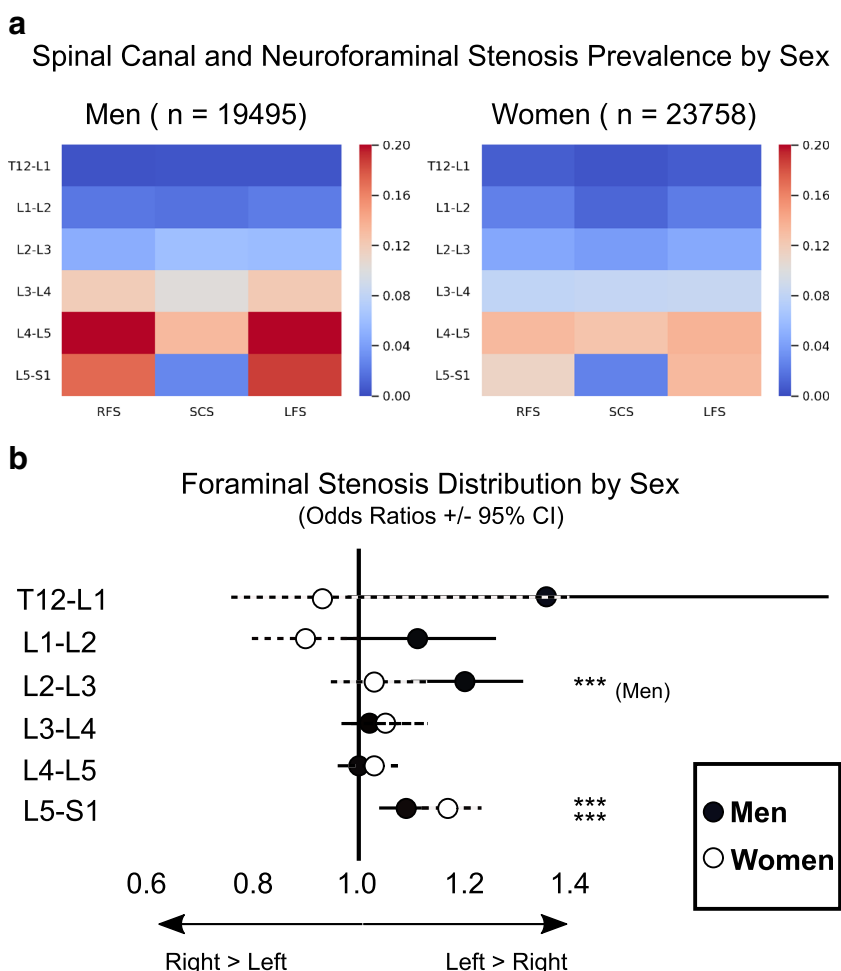 a
Spinal Canal and Neuroforaminal Stenosis Prevalence by Sex
Men ( n = 19495)
T12-L1
L1-L2
L2-L3
L3-L4
L4-L5
L5-S1
RFS SCS LFS
0.20
0.16
0.12
0.08
0.04
0.00
Women ( n = 23758)
T12-L1
L1-L2
L2-L3
L3-L4
L4-L5
L5-S1
RFS SCS LFS
0.20
0.16
0.12
0.08
0.04
0.00
b
Foraminal Stenosis Distribution by Sex
(Odds Ratios +/- 95% CI)
T12-L1
L1-L2
L2-L3 *** (Men)
L3-L4
L4-L5
L5-S1 ***
***
Men
Women
0.6 0.8 1.0 1.2 1.4
Right > Left Left > Right